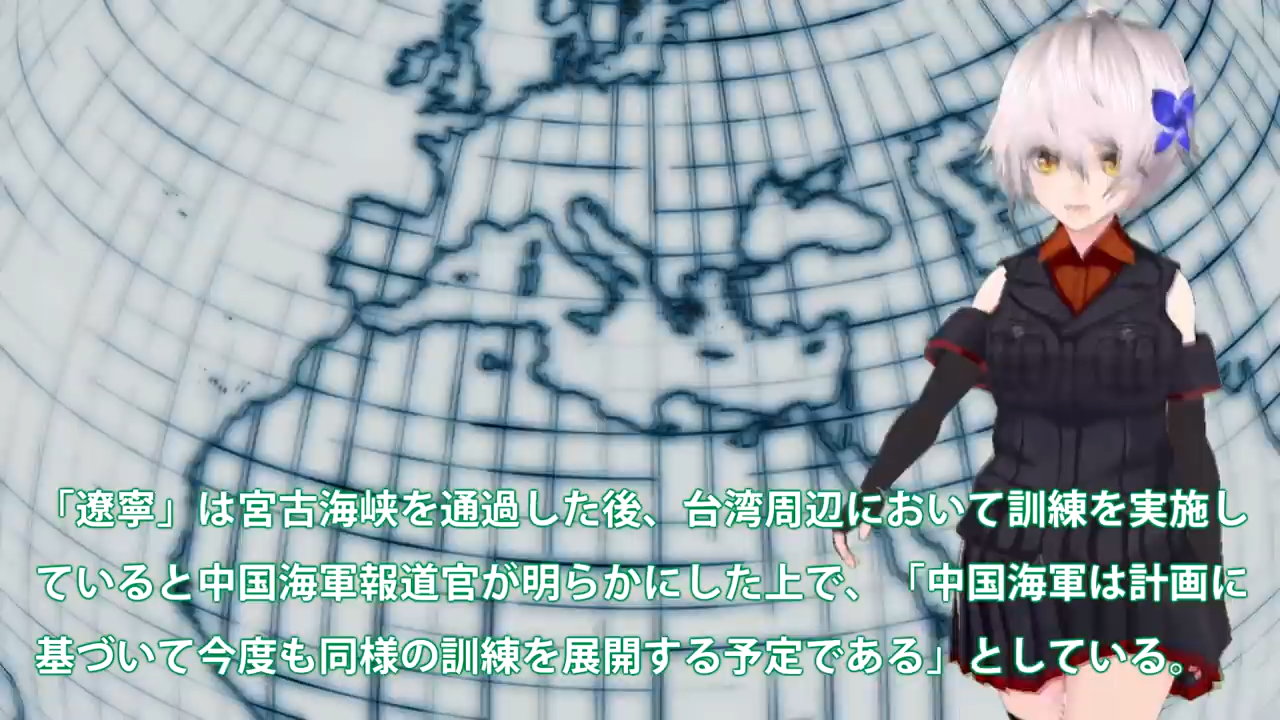 「遼寧」は宮古海峡を通過した後、台湾周辺において訓練を実施し
ていると中国海軍報道官が明らかにした上で、「中国海軍は計画に
基づいて今度も同様の訓練を展開する予定である」としている。